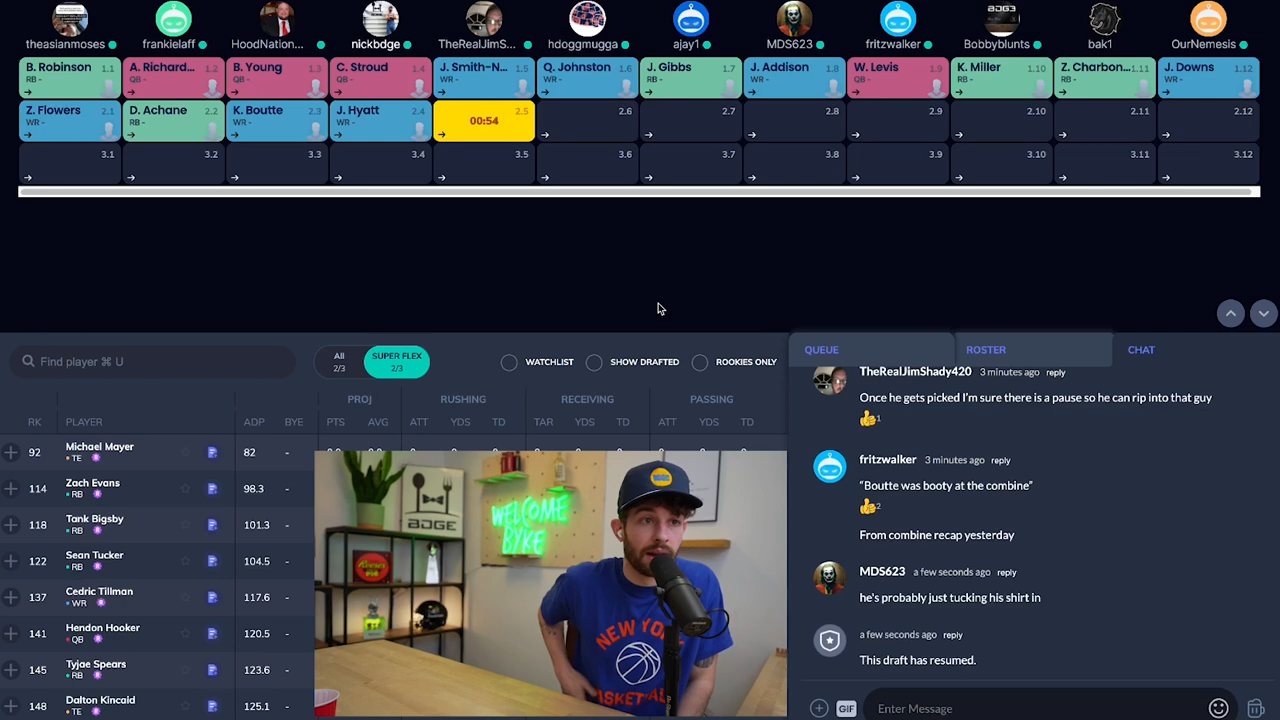 theasianmoses franklelaff HoodNation... nickbdge TheRealJimS... hdoggmugga ajay1 MDS623 fritzwalker Bobbyblunts bak1 OurNemesis
B. Robinson 1.1 A. Richard... 1.2 B. Young 1.3 C. Stroud 1.4 J. Smith-N... 1.5 Q. Johnston 1.6 J. Gibbs 1.7 J. Addison 1.8 W. Levis 1.9 K. Miller 1.10 Z. Charbon... 1.11 J. Downs 1.12
RB - QB - QB - QB - WR - WR - RB - WR - QB - RB - RB - WR -
Z. Flowers 2.1 D. Achane 2.2 K. Boutte 2.3 J. Hyatt 2.4 00:54 2.5 2.6 2.7 2.8 2.9 2.10 2.11 2.12
WR - RB - WR - WR -
3.1 3.2 3.3 3.4 3.5 3.6 3.7 3.8 3.9 3.10 3.11 3.12
Find player ⌘ U
All
2/3
SUPER FLEX
2/3
WATCHLIST SHOW DRAFTED ROOKIES ONLY
PROJ RUSHING RECEIVING PASSING
RK PLAYER ADP BYE PTS AVG ATT YDS TD TAR YDS TD ATT YDS TD
92 Michael Mayer 82 -
TE
114 Zach Evans 98.3 -
RB
118 Tank Bigsby 101.3 -
RB
122 Sean Tucker 104.5 -
RB
137 Cedric Tillman 117.6 -
WR
141 Hendon Hooker 120.5 -
QB
145 Tyjae Spears 123.6 -
RB
148 Dalton Kincaid 125.1 -
TE
BDGE
WELCOME
BYKE
NEW YORK
BASKETBALL
QUEUE ROSTER CHAT
TheRealJimShady420 3 minutes ago reply
Once he gets picked I'm sure there is a pause so he can rip into that guy
👍1
fritzwalker 3 minutes ago reply
“Boutte was booty at the combine”
👍2
From combine recap yesterday
MDS623 a few seconds ago reply
he's probably just tucking his shirt in
a few seconds ago reply
This draft has resumed.
GIF Enter Message